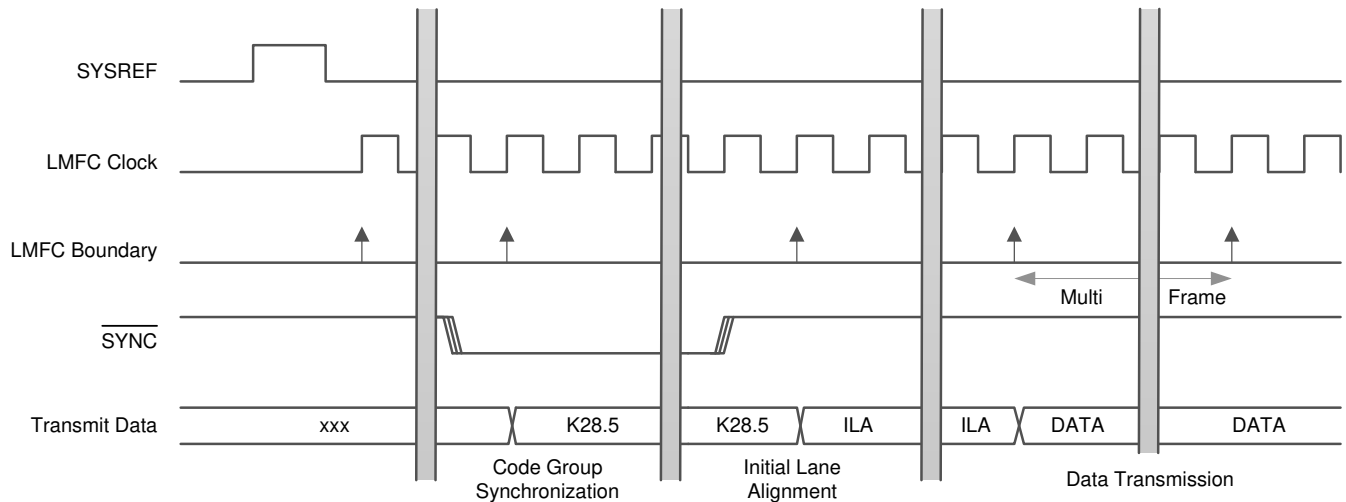 SYSREF
LMFC Clock
LMFC Boundary
Multi Frame
SYNC
Transmit Data xxx K28.5 K28.5 ILA ILA DATA DATA
Code Group
Synchronization
Initial Lane
Alignment
Data Transmission